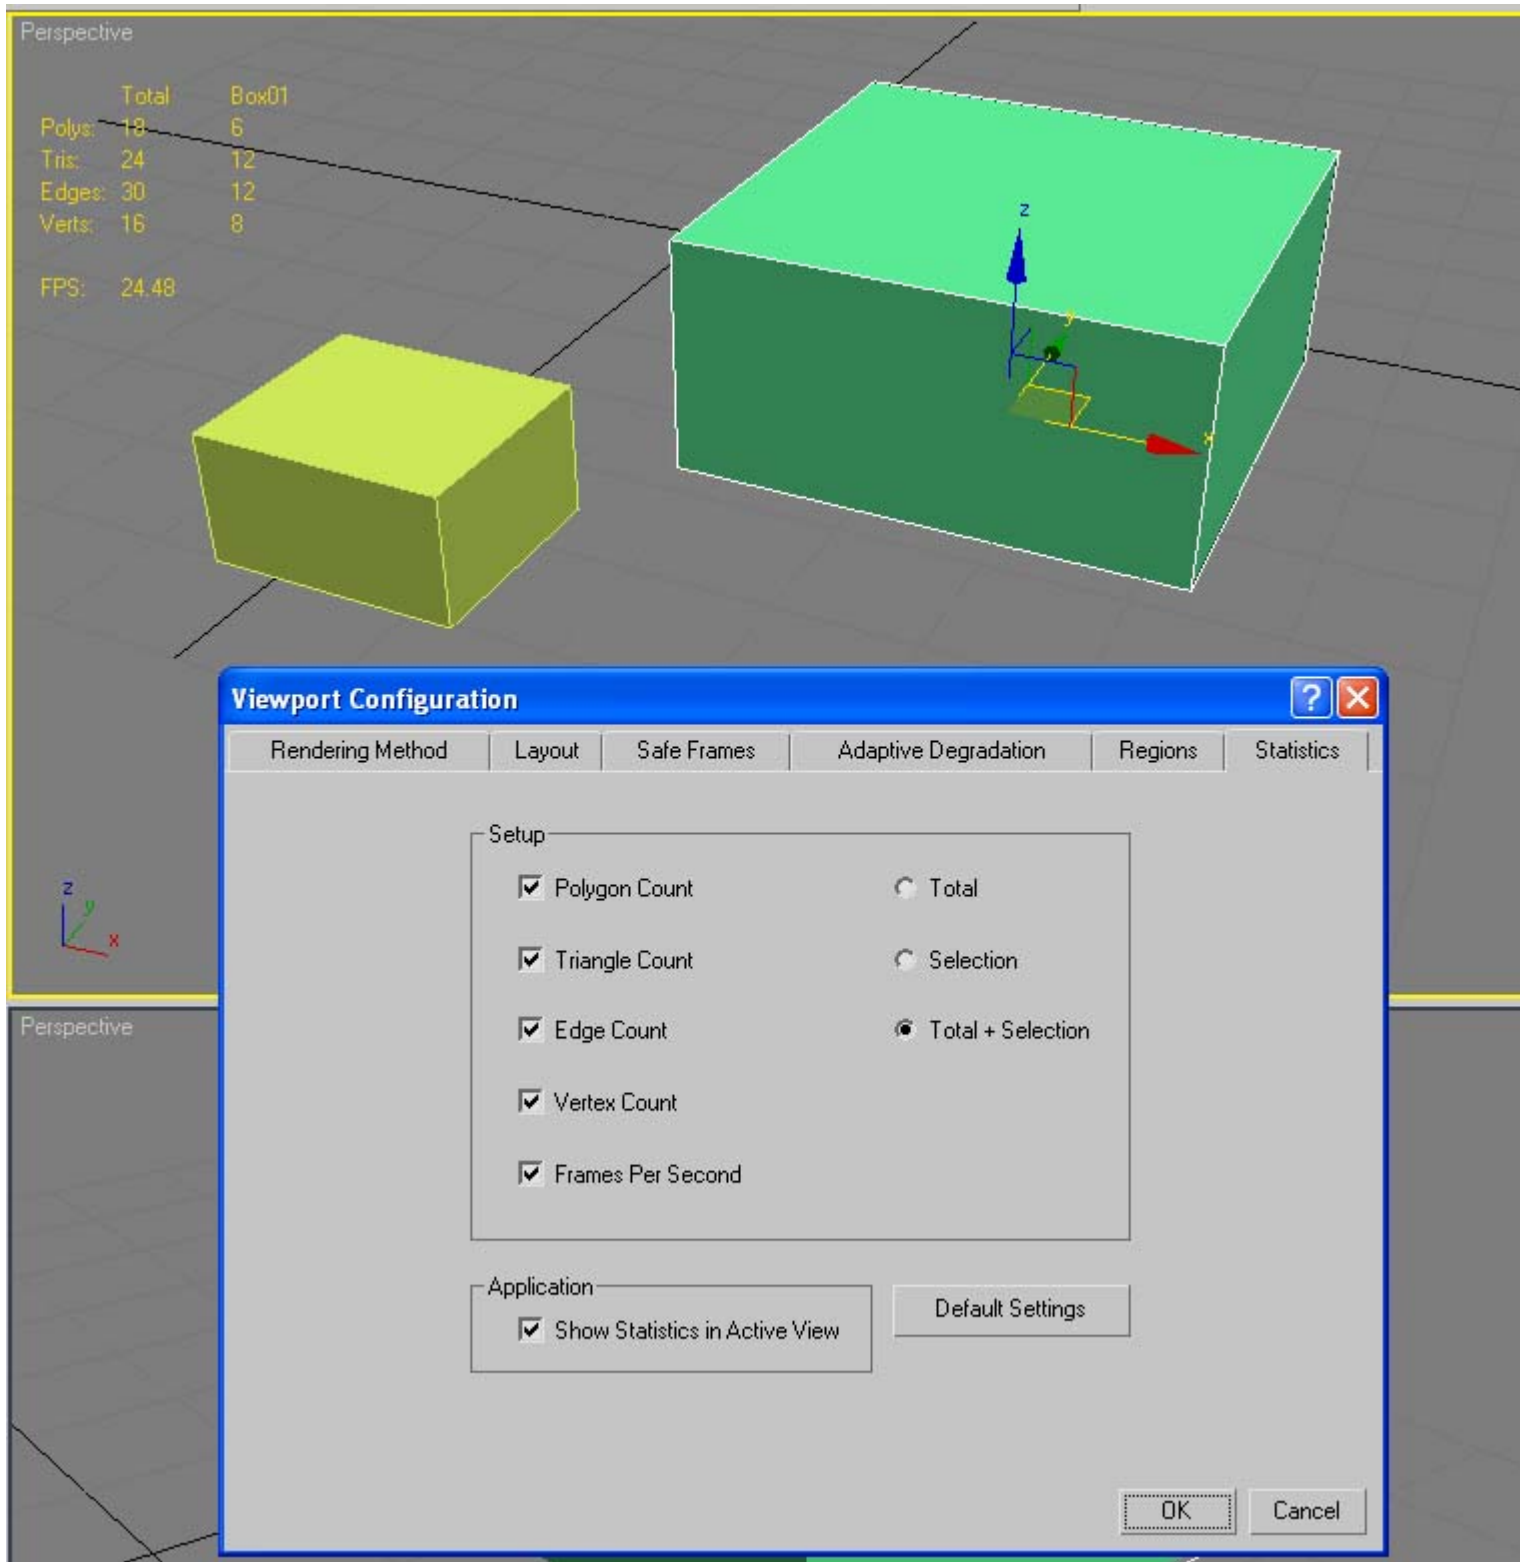 Perspective
Total Box01
Polys: 18 6
Tris: 24 12
Edges: 30 12
Verts: 16 8
FPS: 24.48
z
y
x
Viewport Configuration
Rendering Method Layout Safe Frames Adaptive Degradation Regions Statistics
Setup
Polygon Count Total
Triangle Count Selection
Edge Count Total + Selection
Vertex Count
Frames Per Second
Application
Show Statistics in Active View
Default Settings
OK Cancel
z
y
x
Perspective